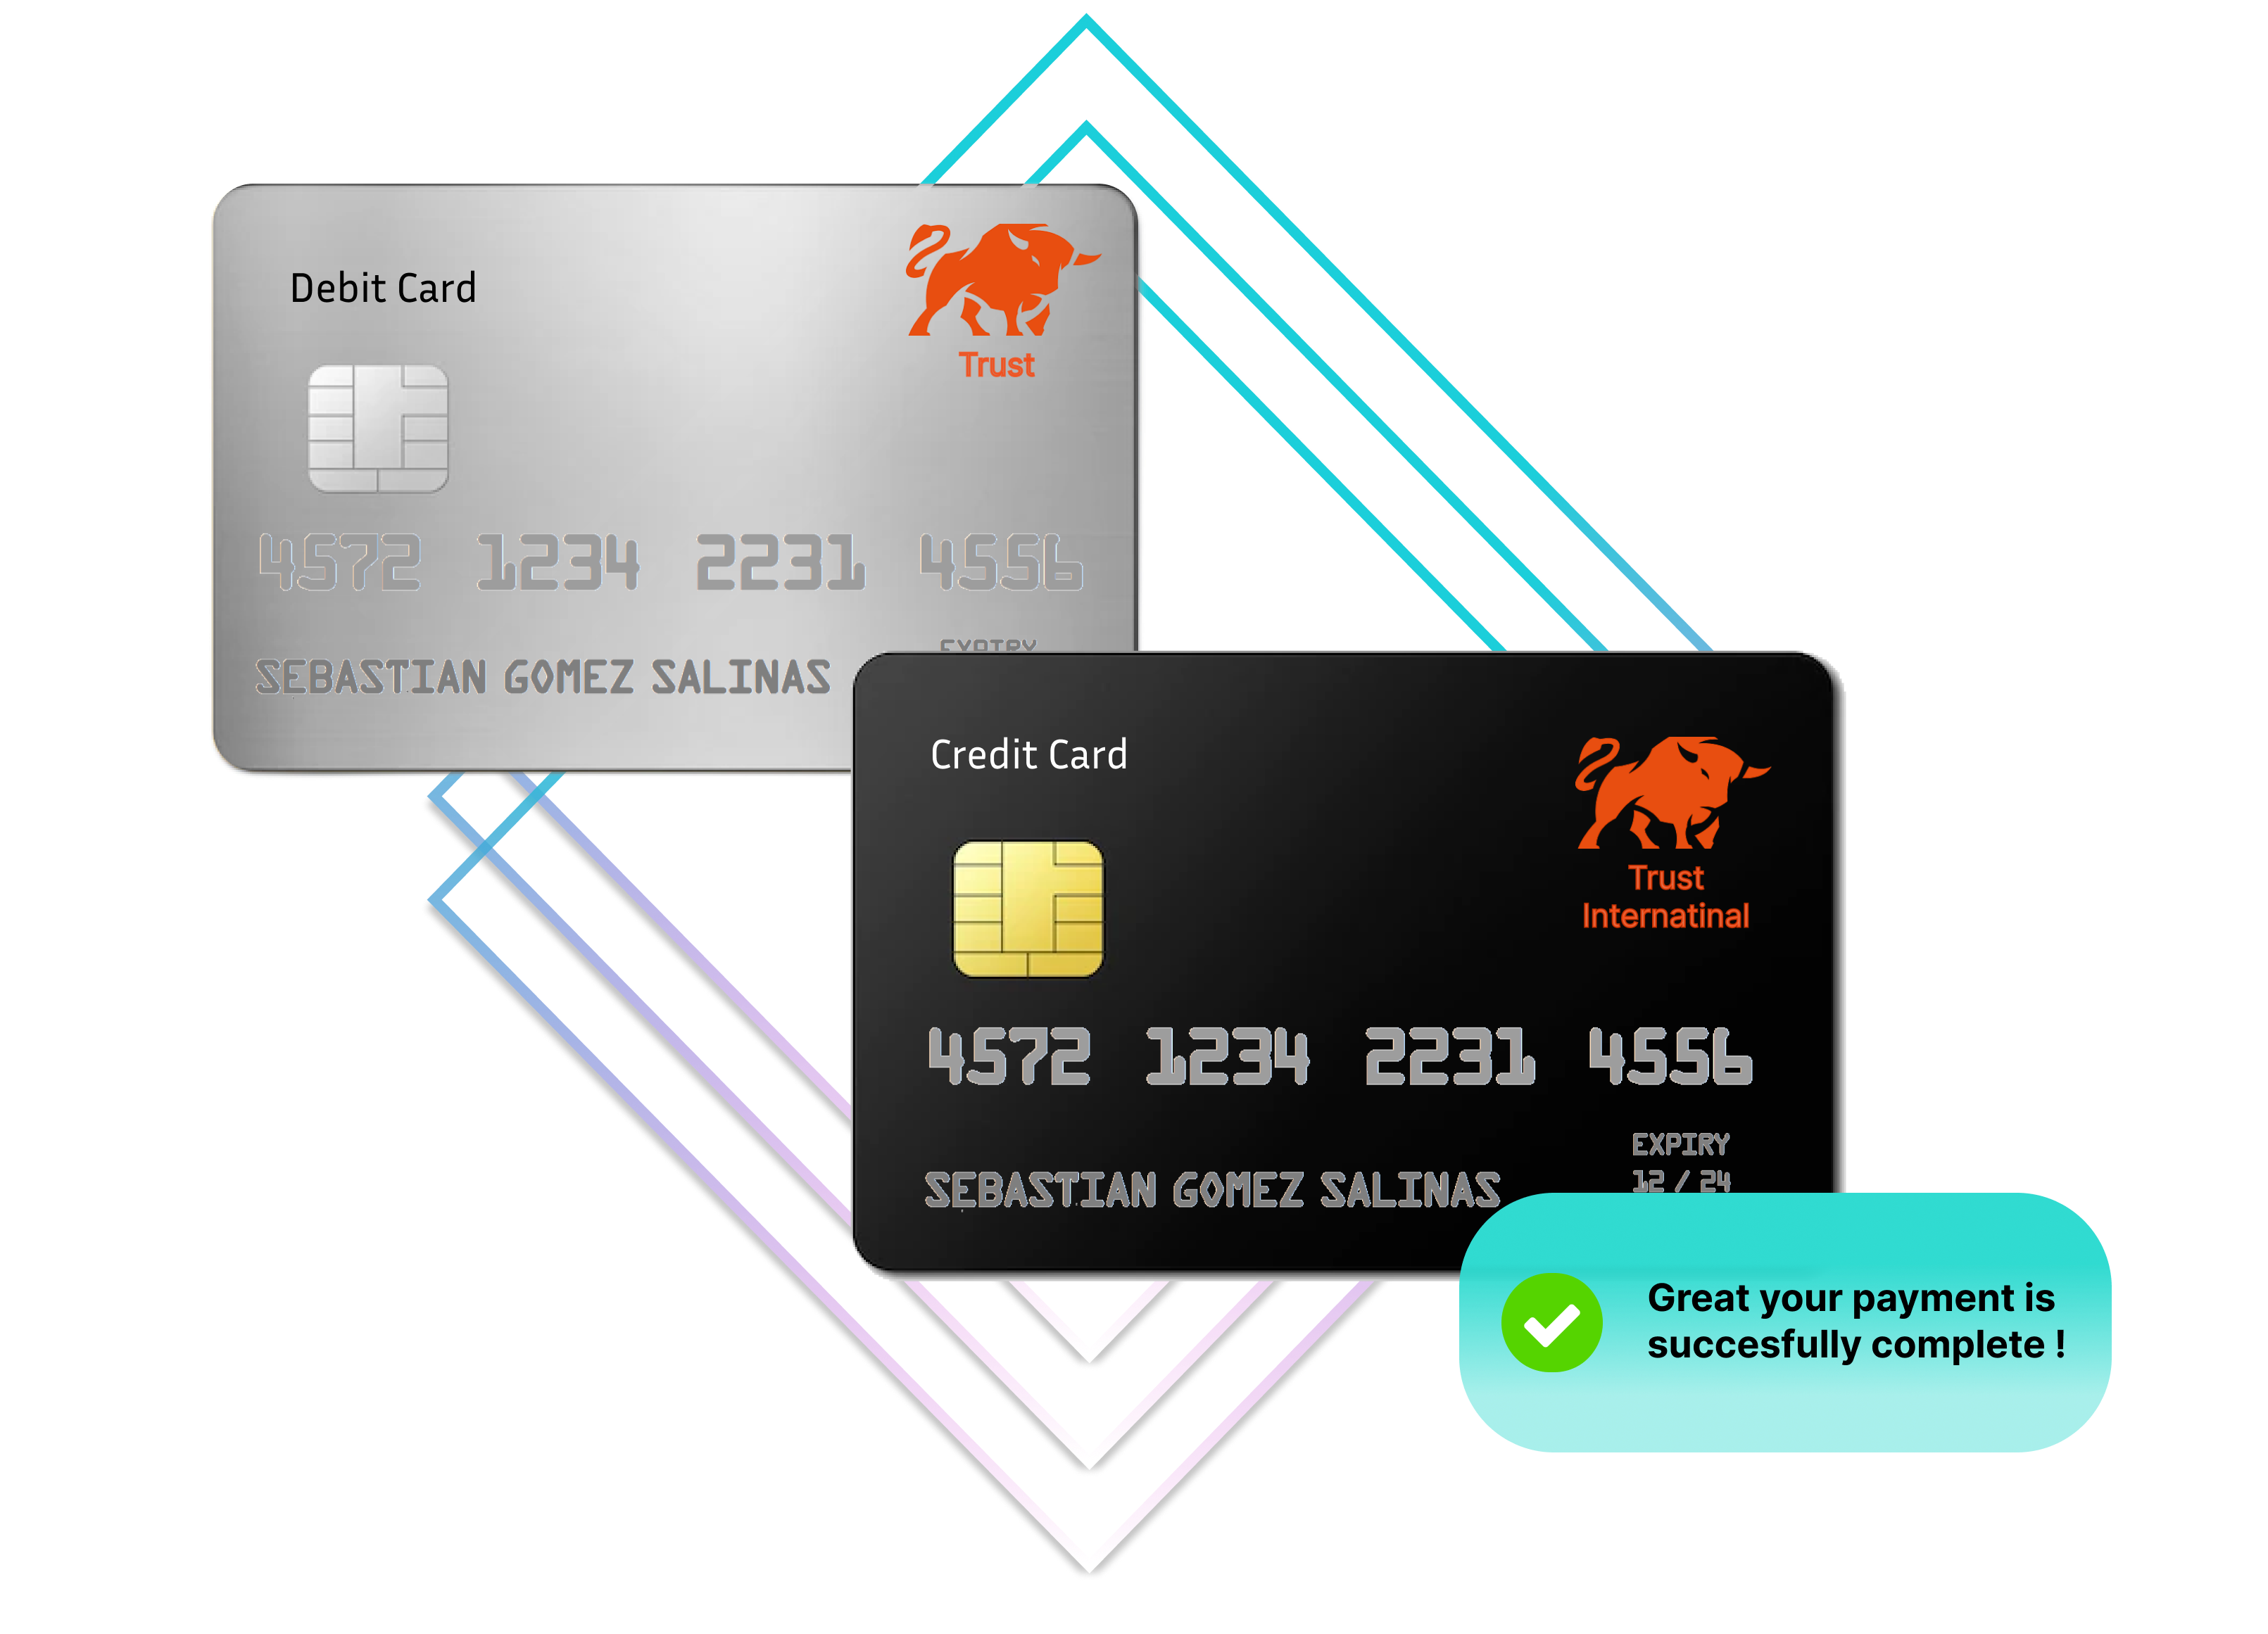 Debit Card
Trust
4572 1234 2231 4556
EXPIRY
SEBASTIAN GOMEZ SALINAS
Credit Card
Trust
Internatinal
4572 1234 2231 4556
EXPIRY
12 / 24
SEBASTIAN GOMEZ SALINAS
Great your payment is
succesfully complete !